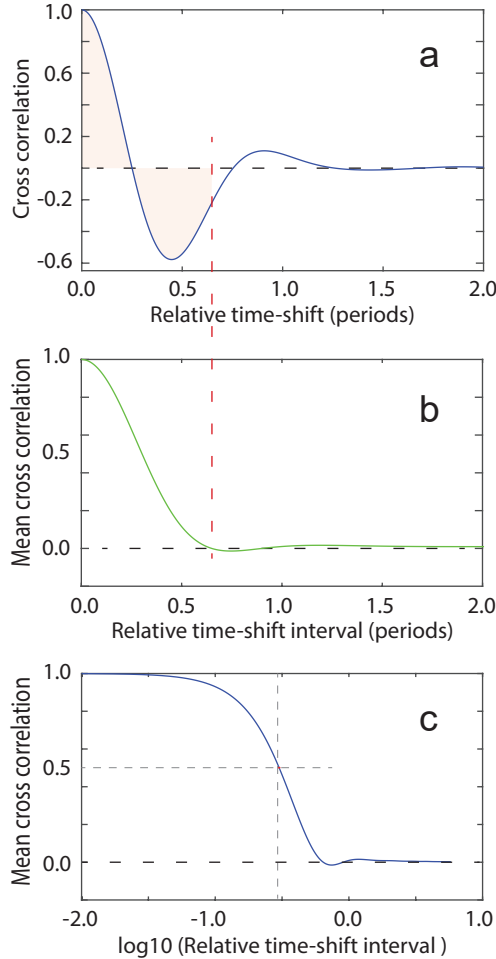 1.0
a
0.6
0.2
-0.2
-0.6
Cross correlation
0.0
0.5
1.0
1.5
2.0
Relative time-shift (periods)
1.0
b
0.5
0.0
Mean cross correlation
0.0
0.5
1.0
1.5
2.0
Relative time-shift interval (periods)
1.0
c
0.5
0.0
Mean cross correlation
-2.0
-1.0
0.0
1.0
log10 (Relative time-shift interval )